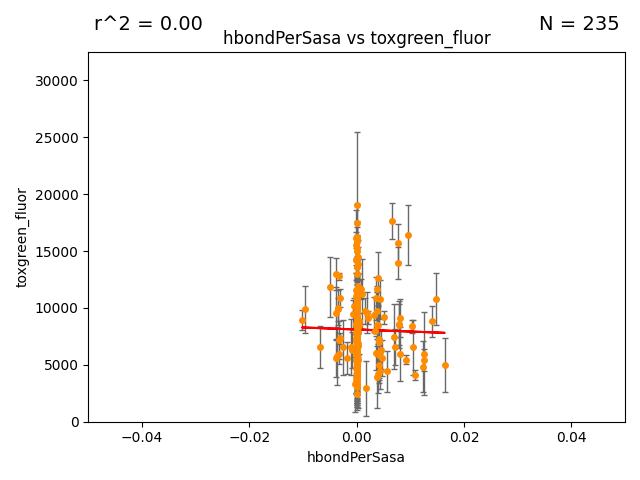 r^2 = 0.00
N = 235
hbondPerSasa vs toxgreen_fluor
30000
25000
20000
15000
10000
5000
0
toxgreen_fluor
−0.04
−0.02
0.00
0.02
0.04
hbondPerSasa